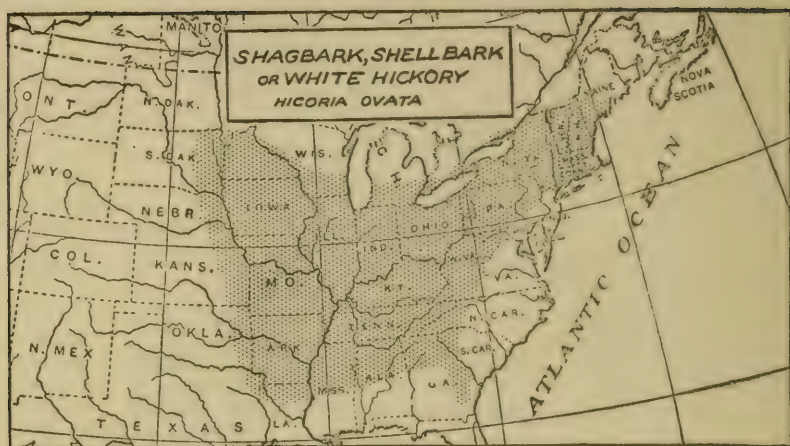 MANITO
SHAGBARK, SHELLBARK
OR WHITE HICKORY
HICORIA OVATA
ONT.
N. DAK.
S. DAK.
WYO.
NEBR
IOWA
WIS.
MAINE
NOVA
SCOTIA
PA.
OHIO
IND.
ILL.
COL.
KANS.
MO.
KY.
W.VA.
VA.
N. CAR.
TENN.
S. CAR.
OKLA.
ARK.
N. MEX
MISS.
ALA.
GA.
TEXAS
LA.
ATLANTIC OCEAN